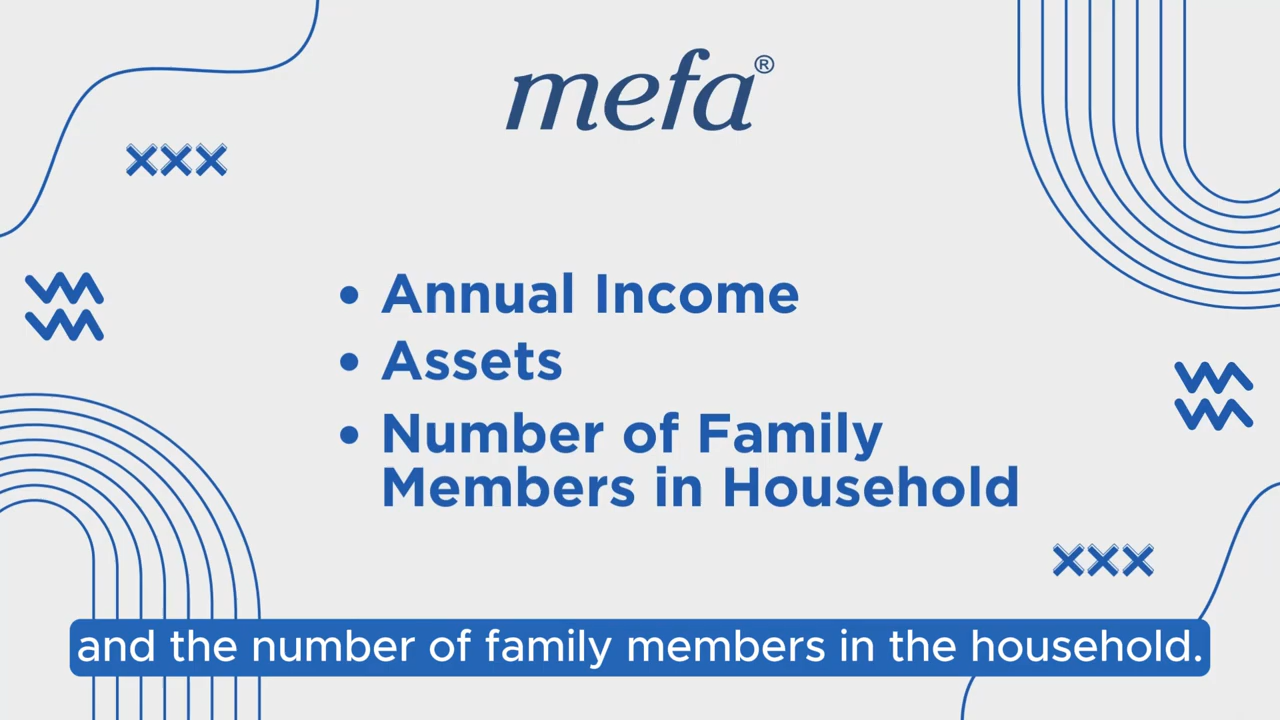 mefa®
• Annual Income
• Assets
• Number of Family
Members in Household
and the number of family members in the household.